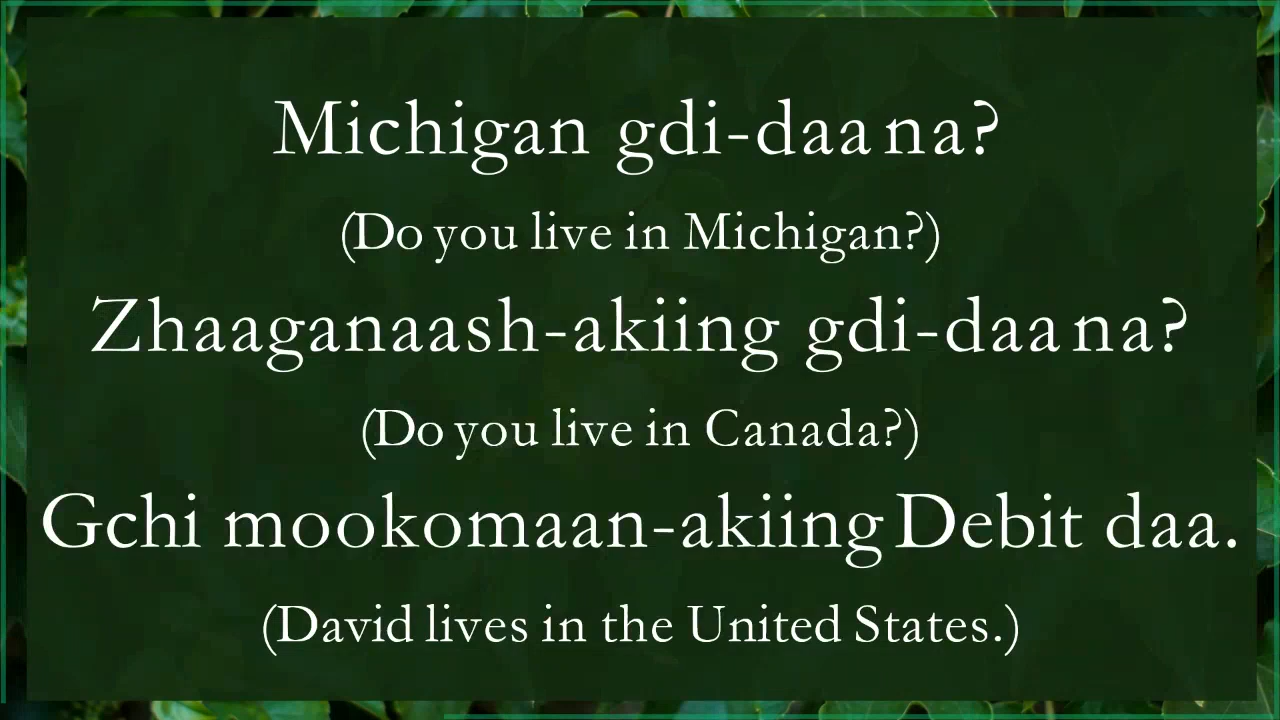 Michigan gdi-daa na?
(Do you live in Michigan?)
Zhaaganaash-akiing gdi-daa na?
(Do you live in Canada?)
Gchi mookomaan-akiing Debit daa.
(David lives in the United States.)